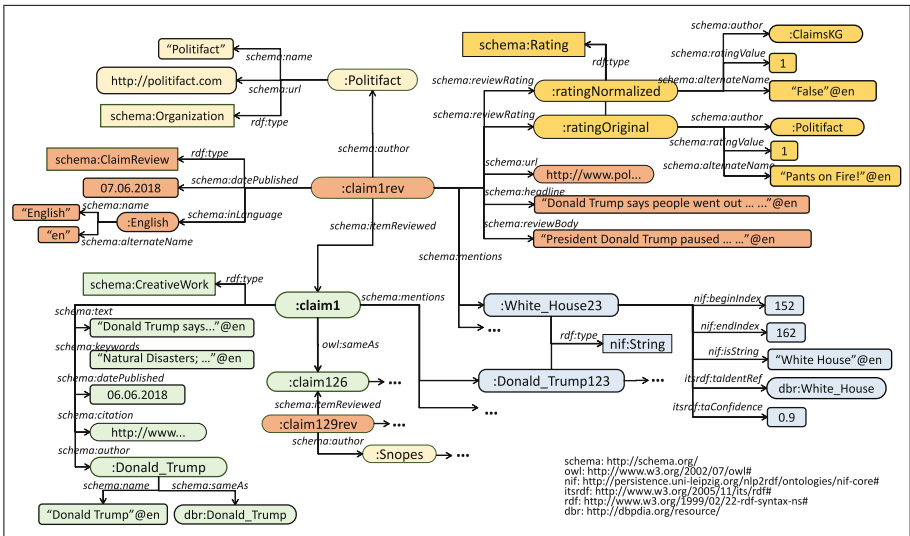 "Politifact"
schema:name
http://politifact.com
schema:url
schema:Organization
rdf:type
:Politifact
schema:author
schema:Rating
rdf:type
schema:reviewRating
:ratingNormalized
schema:author
:ClaimsKG
schema:ratingValue
1
schema:alternateName
"False"@en
schema:reviewRating
:ratingOriginal
schema:author
:Politifact
schema:ratingValue
1
schema:alternateName
"Pants on Fire!"@en
schema:ClaimReview
rdf:type
07.06.2018
schema:datePublished
:claim1rev
"English"
schema:name
:English
schema:inLanguage
"en"
schema:alternateName
schema:itemReviewed
schema:url
http://www.pol...
schema:headline
"Donald Trump says people went out ... ..."@en
schema:reviewBody
"President Donald Trump paused ... ..."@en
schema:mentions
schema:CreativeWork
rdf:type
:claim1
schema:mentions
schema:text
"Donald Trump says..."@en
schema:keywords
"Natural Disasters; ..."@en
schema:datePublished
06.06.2018
schema:citation
http://www...
schema:author
:Donald_Trump
schema:name
schema:sameAs
"Donald Trump"@en
dbr:Donald_Trump
owl:sameAs
:claim126
...
schema:itemReviewed
:claim129rev
...
schema:author
:Snopes
...
:White_House23
...
rdf:type
nif:String
:Donald_Trump123
...
...
nif:beginIndex
152
nif:endIndex
162
nif:isString
"White House"@en
itsrdf:taIdentRef
dbr:White_House
itsrdf:taConfidence
0.9
schema: http://schema.org/
owl: http://www.w3.org/2002/07/owl#
nif: http://persistence.uni-leipzig.org/nlp2rdf/ontologies/nif-core#
itsrdf: http://www.w3.org/2005/11/its/rdf#
rdf: http://www.w3.org/1999/02/22-rdf-syntax-ns#
dbr: http://dbpdia.org/resource/